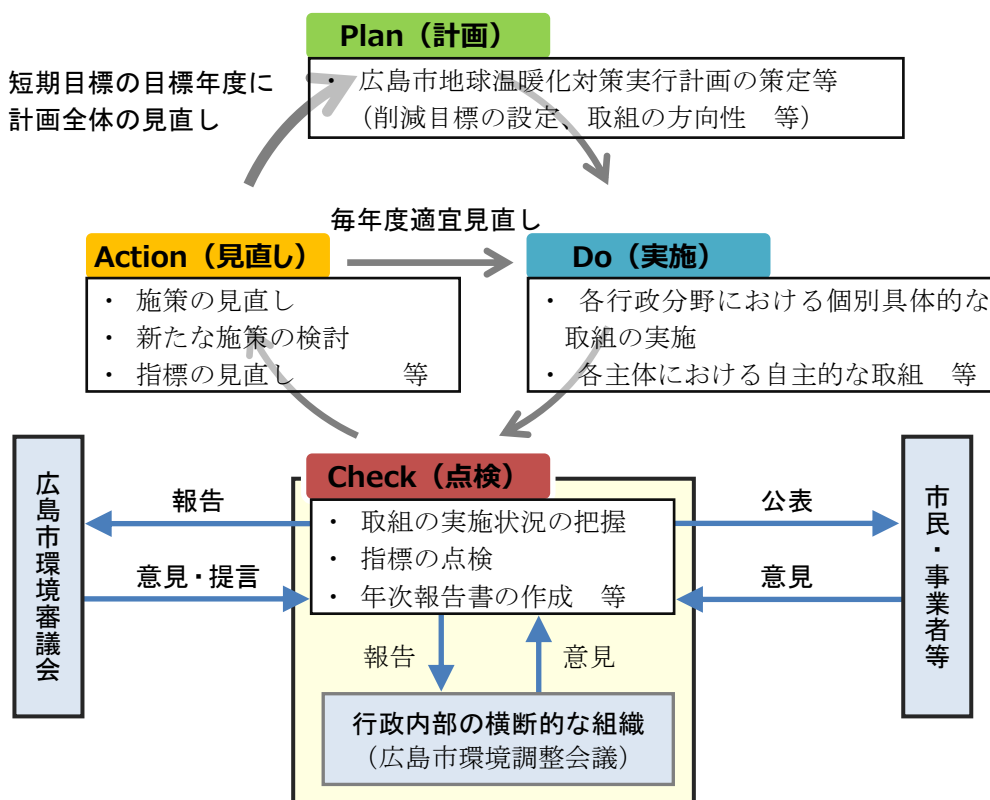 Plan（計画）
短期目標の目標年度に
計画全体の見直し
・ 広島市地球温暖化対策実行計画の策定等
（削減目標の設定、取組の方向性　等）
毎年度適宜見直し
Action（見直し）
・ 施策の見直し
・ 新たな施策の検討
・ 指標の見直し　　　　等
Do（実施）
・ 各行政分野における個別具体的な
取組の実施
・ 各主体における自主的な取組　等
Check（点検）
・ 取組の実施状況の把握
・ 指標の点検
・ 年次報告書の作成　等
広島市環境審議会
報告
意見・提言
公表
意見
市民・事業者等
報告
意見
行政内部の横断的な組織
（広島市環境調整会議）